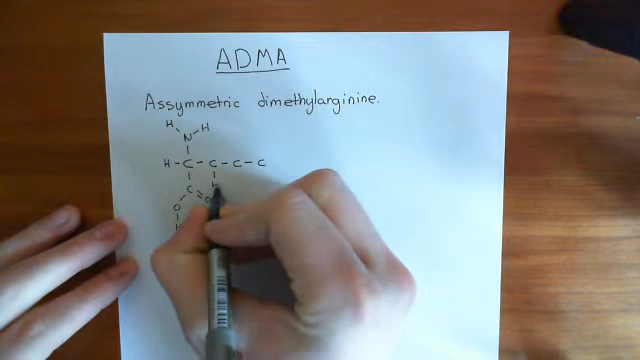 ADMA
Assymmetric dimethylarginine.
H H
N
H-C-C-C-C
C
O O